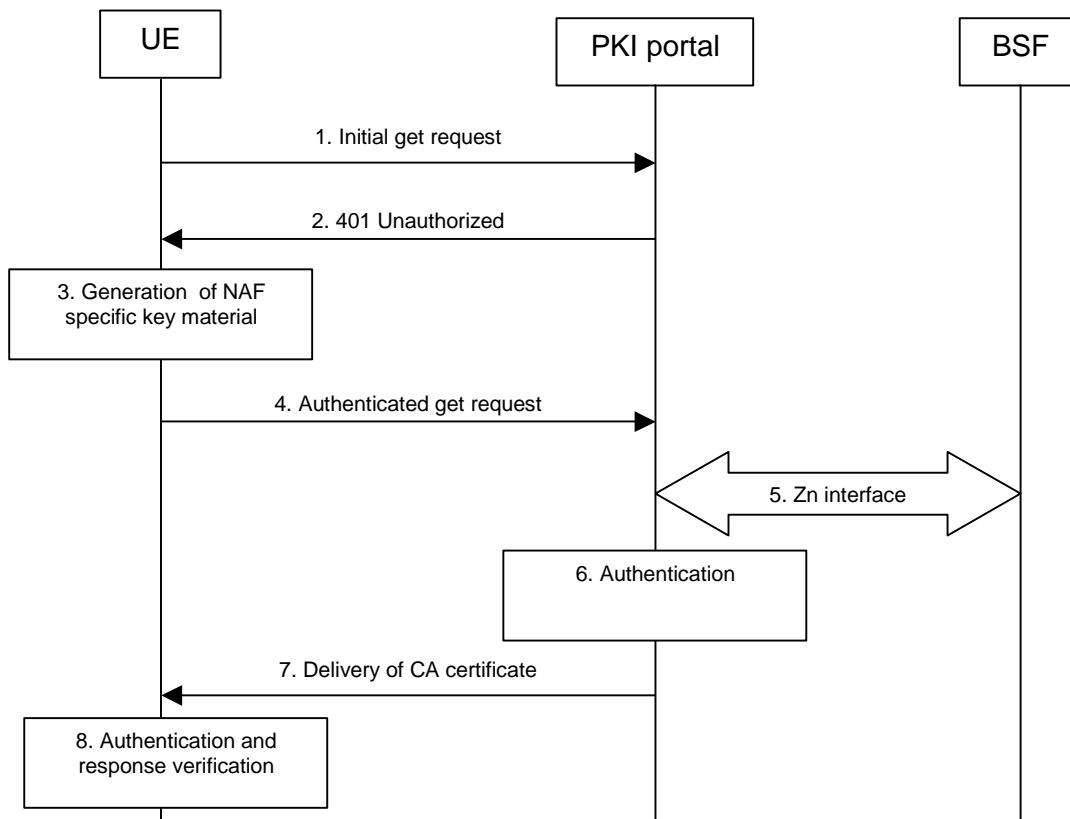 UE
PKI portal
BSF
1. Initial get request
2. 401 Unauthorized
3. Generation of NAF
specific key material
4. Authenticated get request
5. Zn interface
6. Authentication
7. Delivery of CA certificate
8. Authentication and
response verification